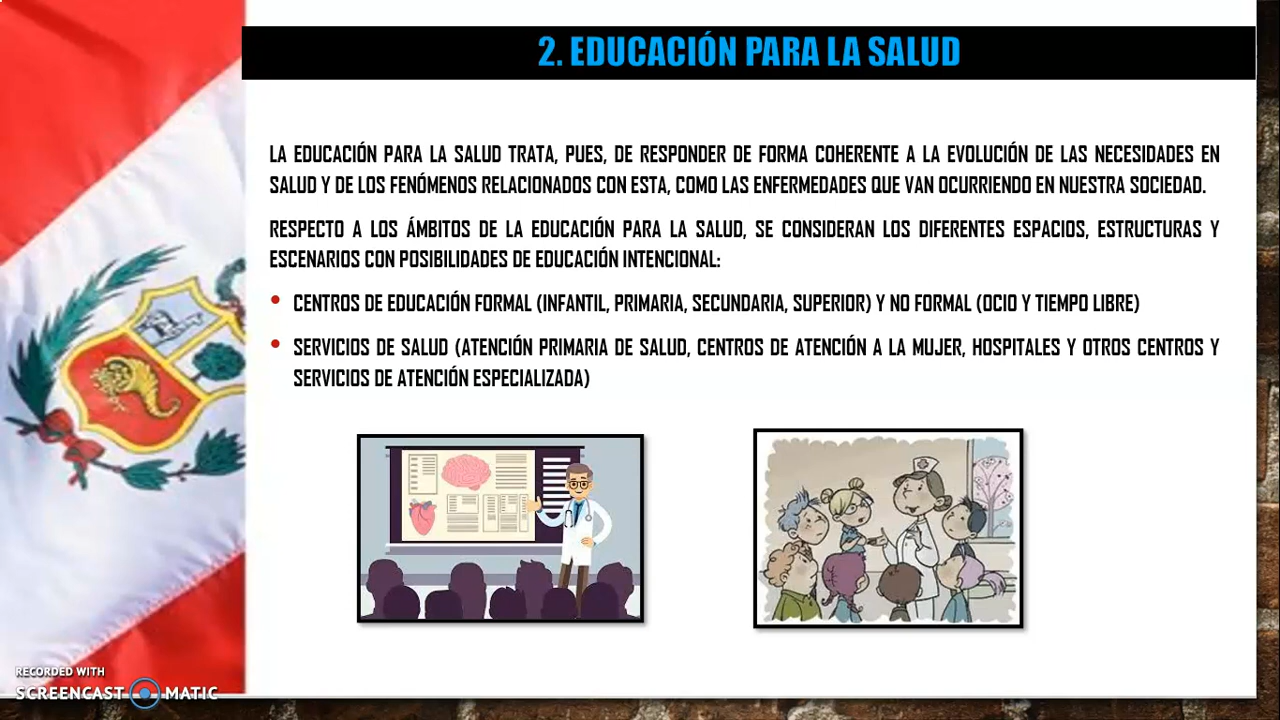 2. EDUCACIÓN PARA LA SALUD
LA EDUCACIÓN PARA LA SALUD TRATA, PUES, DE RESPONDER DE FORMA COHERENTE A LA EVOLUCIÓN DE LAS NECESIDADES EN
SALUD Y DE LOS FENÓMENOS RELACIONADOS CON ESTA, COMO LAS ENFERMEDADES QUE VAN OCURRIENDO EN NUESTRA SOCIEDAD.
RESPECTO A LOS ÁMBITOS DE LA EDUCACIÓN PARA LA SALUD, SE CONSIDERAN LOS DIFERENTES ESPACIOS, ESTRUCTURAS Y
ESCENARIOS CON POSIBILIDADES DE EDUCACIÓN INTENCIONAL:
• CENTROS DE EDUCACIÓN FORMAL (INFANTIL, PRIMARIA, SECUNDARIA, SUPERIOR) Y NO FORMAL (OCIO Y TIEMPO LIBRE)
• SERVICIOS DE SALUD (ATENCIÓN PRIMARIA DE SALUD, CENTROS DE ATENCIÓN A LA MUJER, HOSPITALES Y OTROS CENTROS Y
SERVICIOS DE ATENCIÓN ESPECIALIZADA)
RECORDED WITH
SCREENCAST MATIC